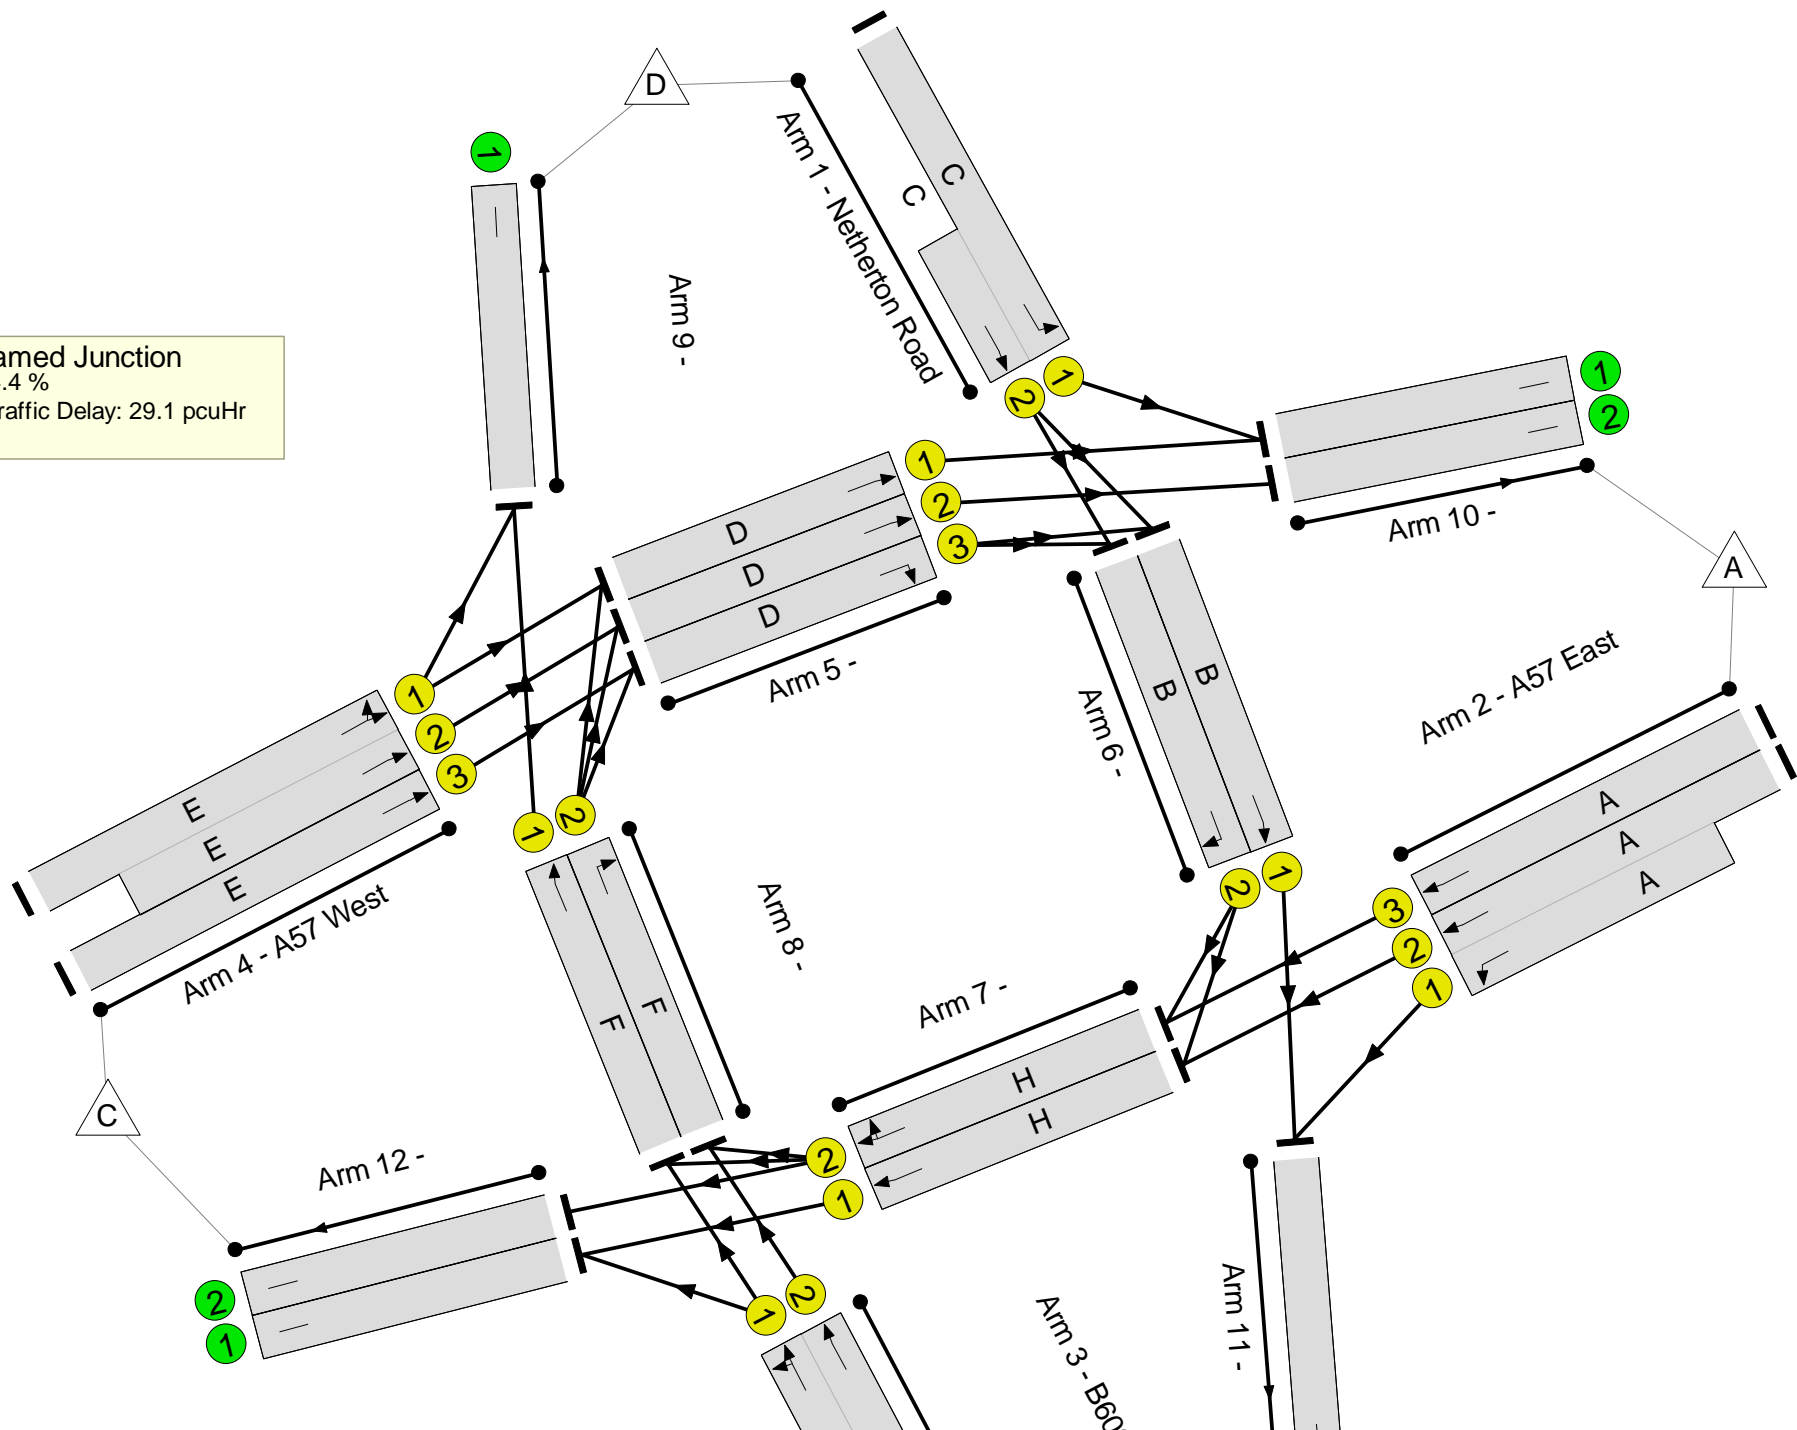 D
C
C
1
Arm 1 - Netherton Road
Arm 9 -
amed Junction
.4 %
raffic Delay: 29.1 pcuHr
1
2
1
2
Arm 10 -
A
1
2
3
D
D
D
Arm 5 -
B
B
Arm 6 -
Arm 2 - A57 East
A
A
A
1
2
3
E
E
E
Arm 4 - A57 West
1
2
2
1
3
2
1
Arm 8 -
F
F
Arm 7 -
H
H
C
Arm 12 -
2
1
2
1
1
2
Arm 3 - B60
Arm 11 -